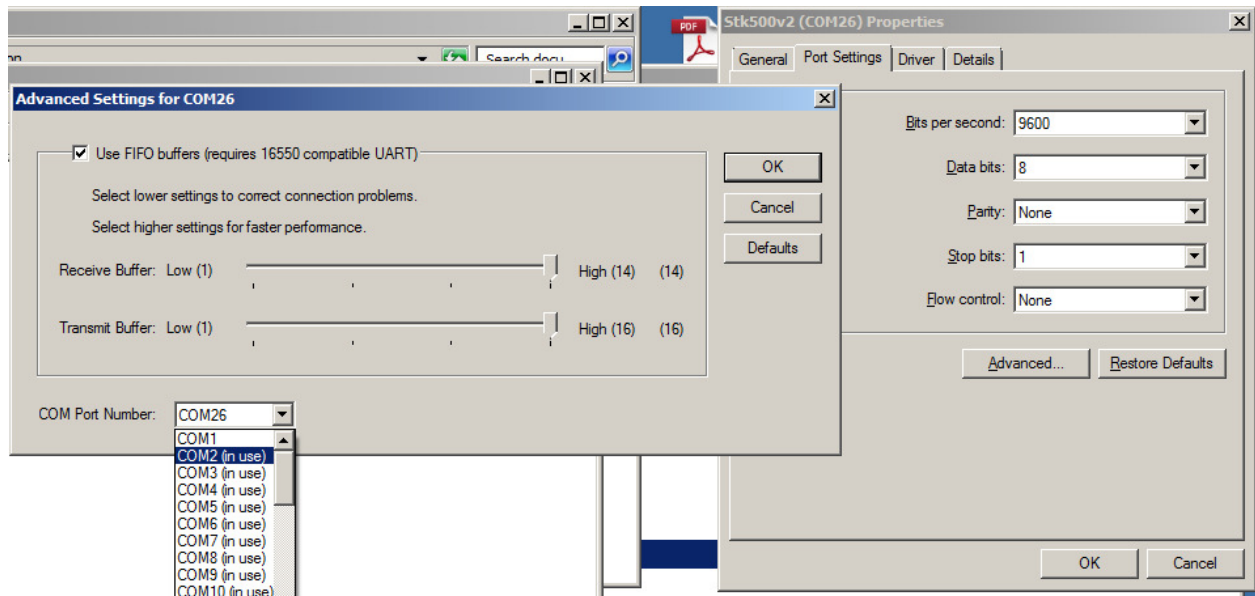 Search docu
PDF
Advanced Settings for COM26
Use FIFO buffers (requires 16550 compatible UART)
Select lower settings to correct connection problems.
Select higher settings for faster performance.
Receive Buffer: Low (1) High (14) (14)
Transmit Buffer: Low (1) High (16) (16)
OK
Cancel
Defaults
COM Port Number: COM26
COM1
COM2 (in use)
COM3 (in use)
COM4 (in use)
COM5 (in use)
COM6 (in use)
COM7 (in use)
COM8 (in use)
COM9 (in use)
COM10 (in use)
Stk500v2 (COM26) Properties
General Port Settings Driver Details
Bits per second: 9600
Data bits: 8
Parity: None
Stop bits: 1
Flow control: None
Advanced... Restore Defaults
OK Cancel